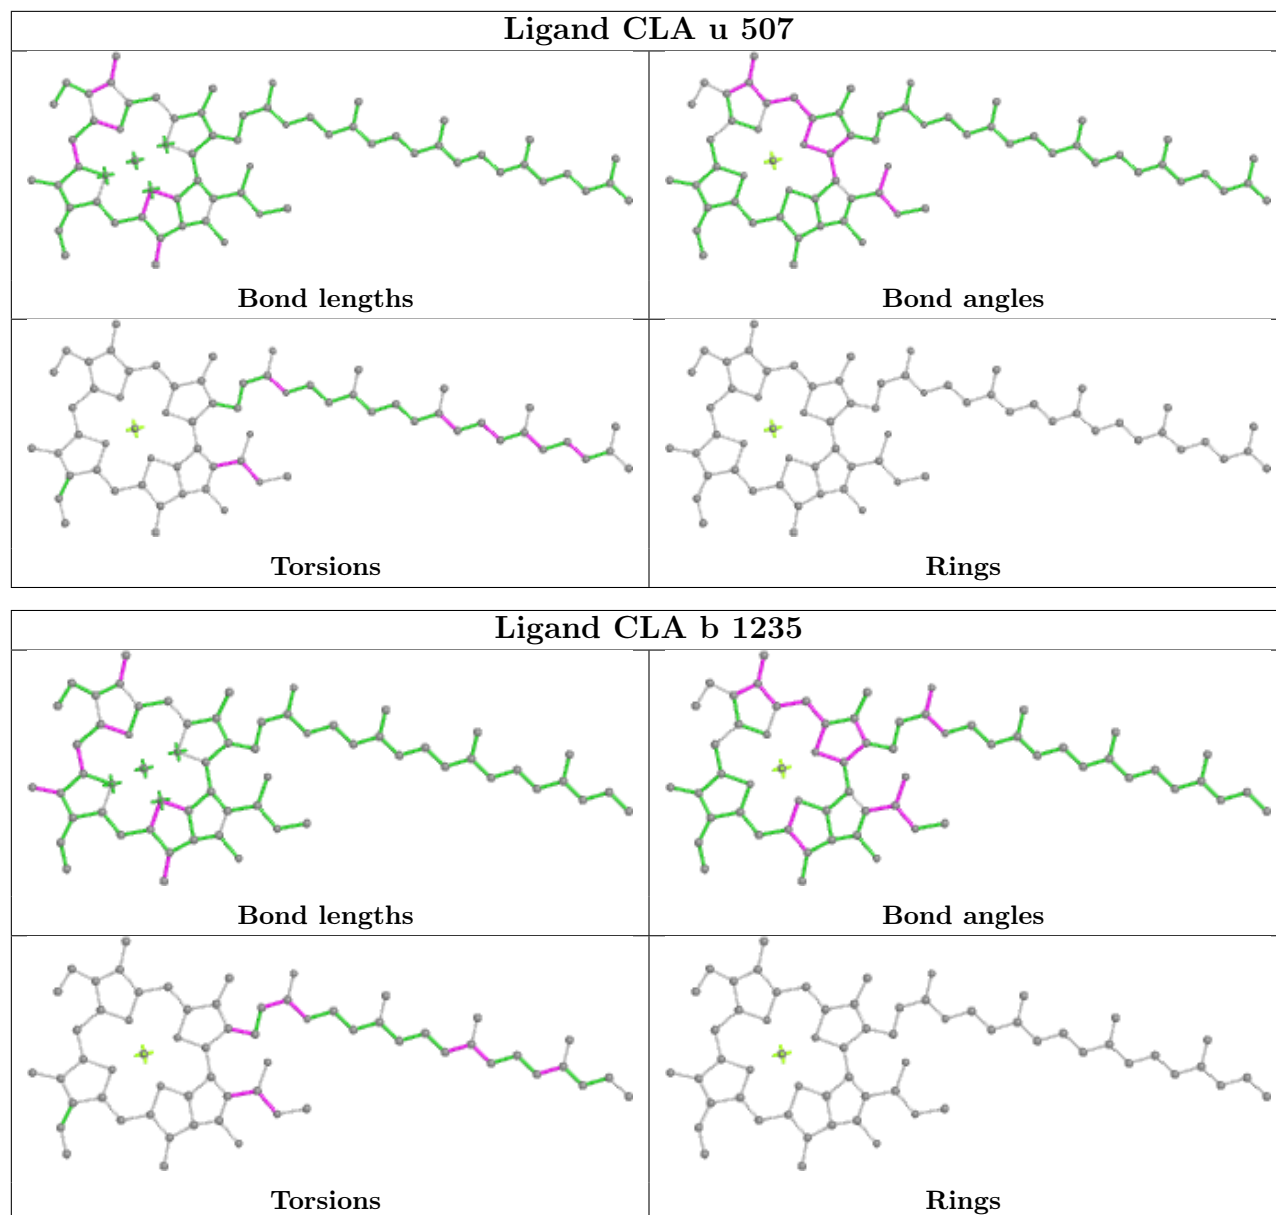 Ligand CLA u 507
Bond lengths
Bond angles
Torsions
Rings
Ligand CLA b 1235
Bond lengths
Bond angles
Torsions
Rings